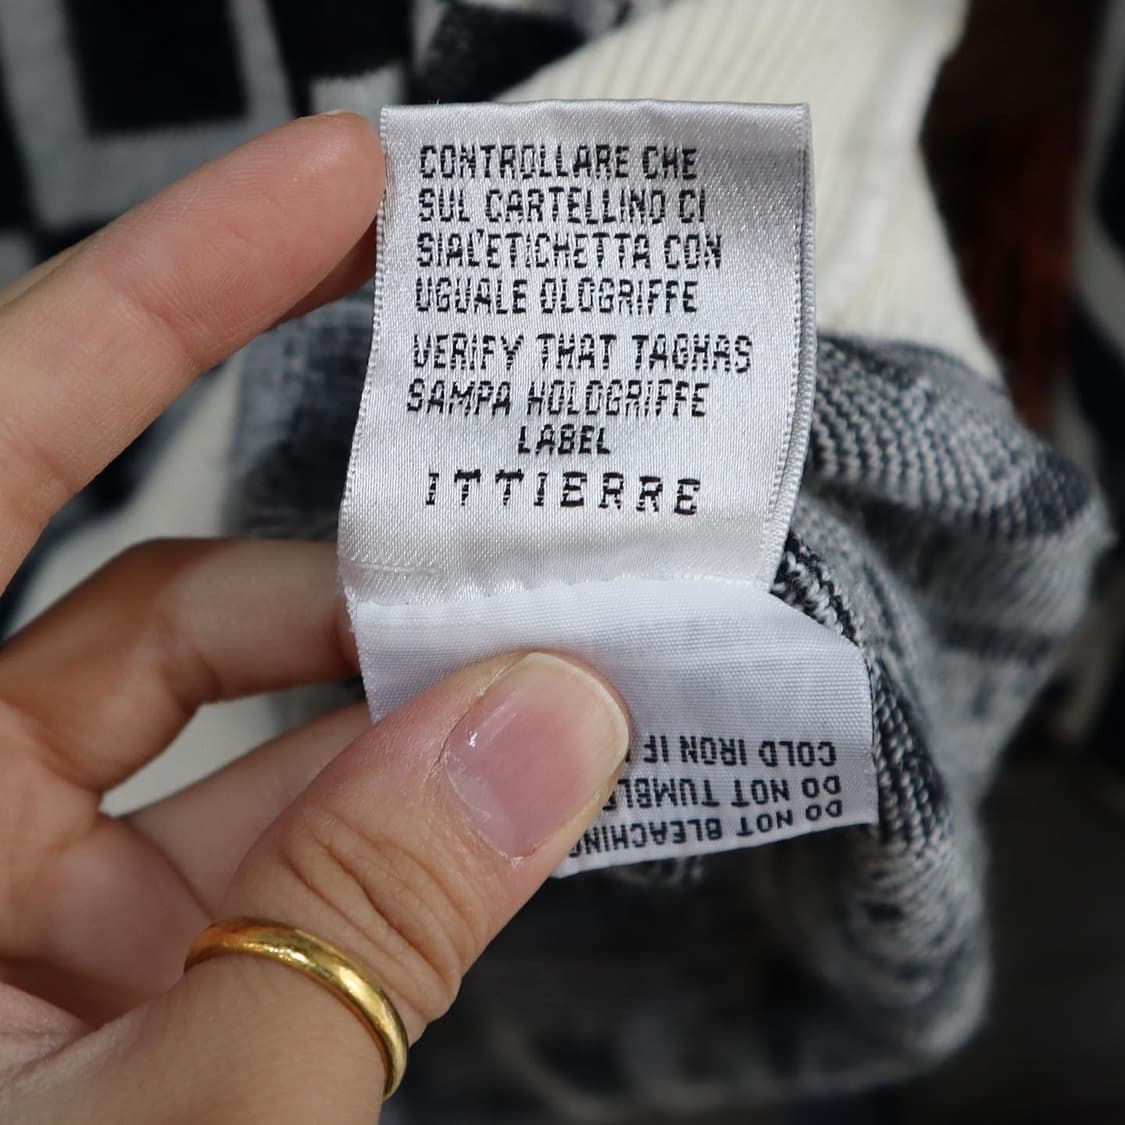 CONTROLLARE CHE
SUL CARTELLINO CI
SIAL'ETICHETTA CON
UGUALE OLOGRIFFE
VERIFY THAT TAGHAS
SAMPA HOLOGRIFFE
LABEL
ITTIERRE
DO NOT BLEACHING
DO NOT TUMBLE
COLD IRON IF